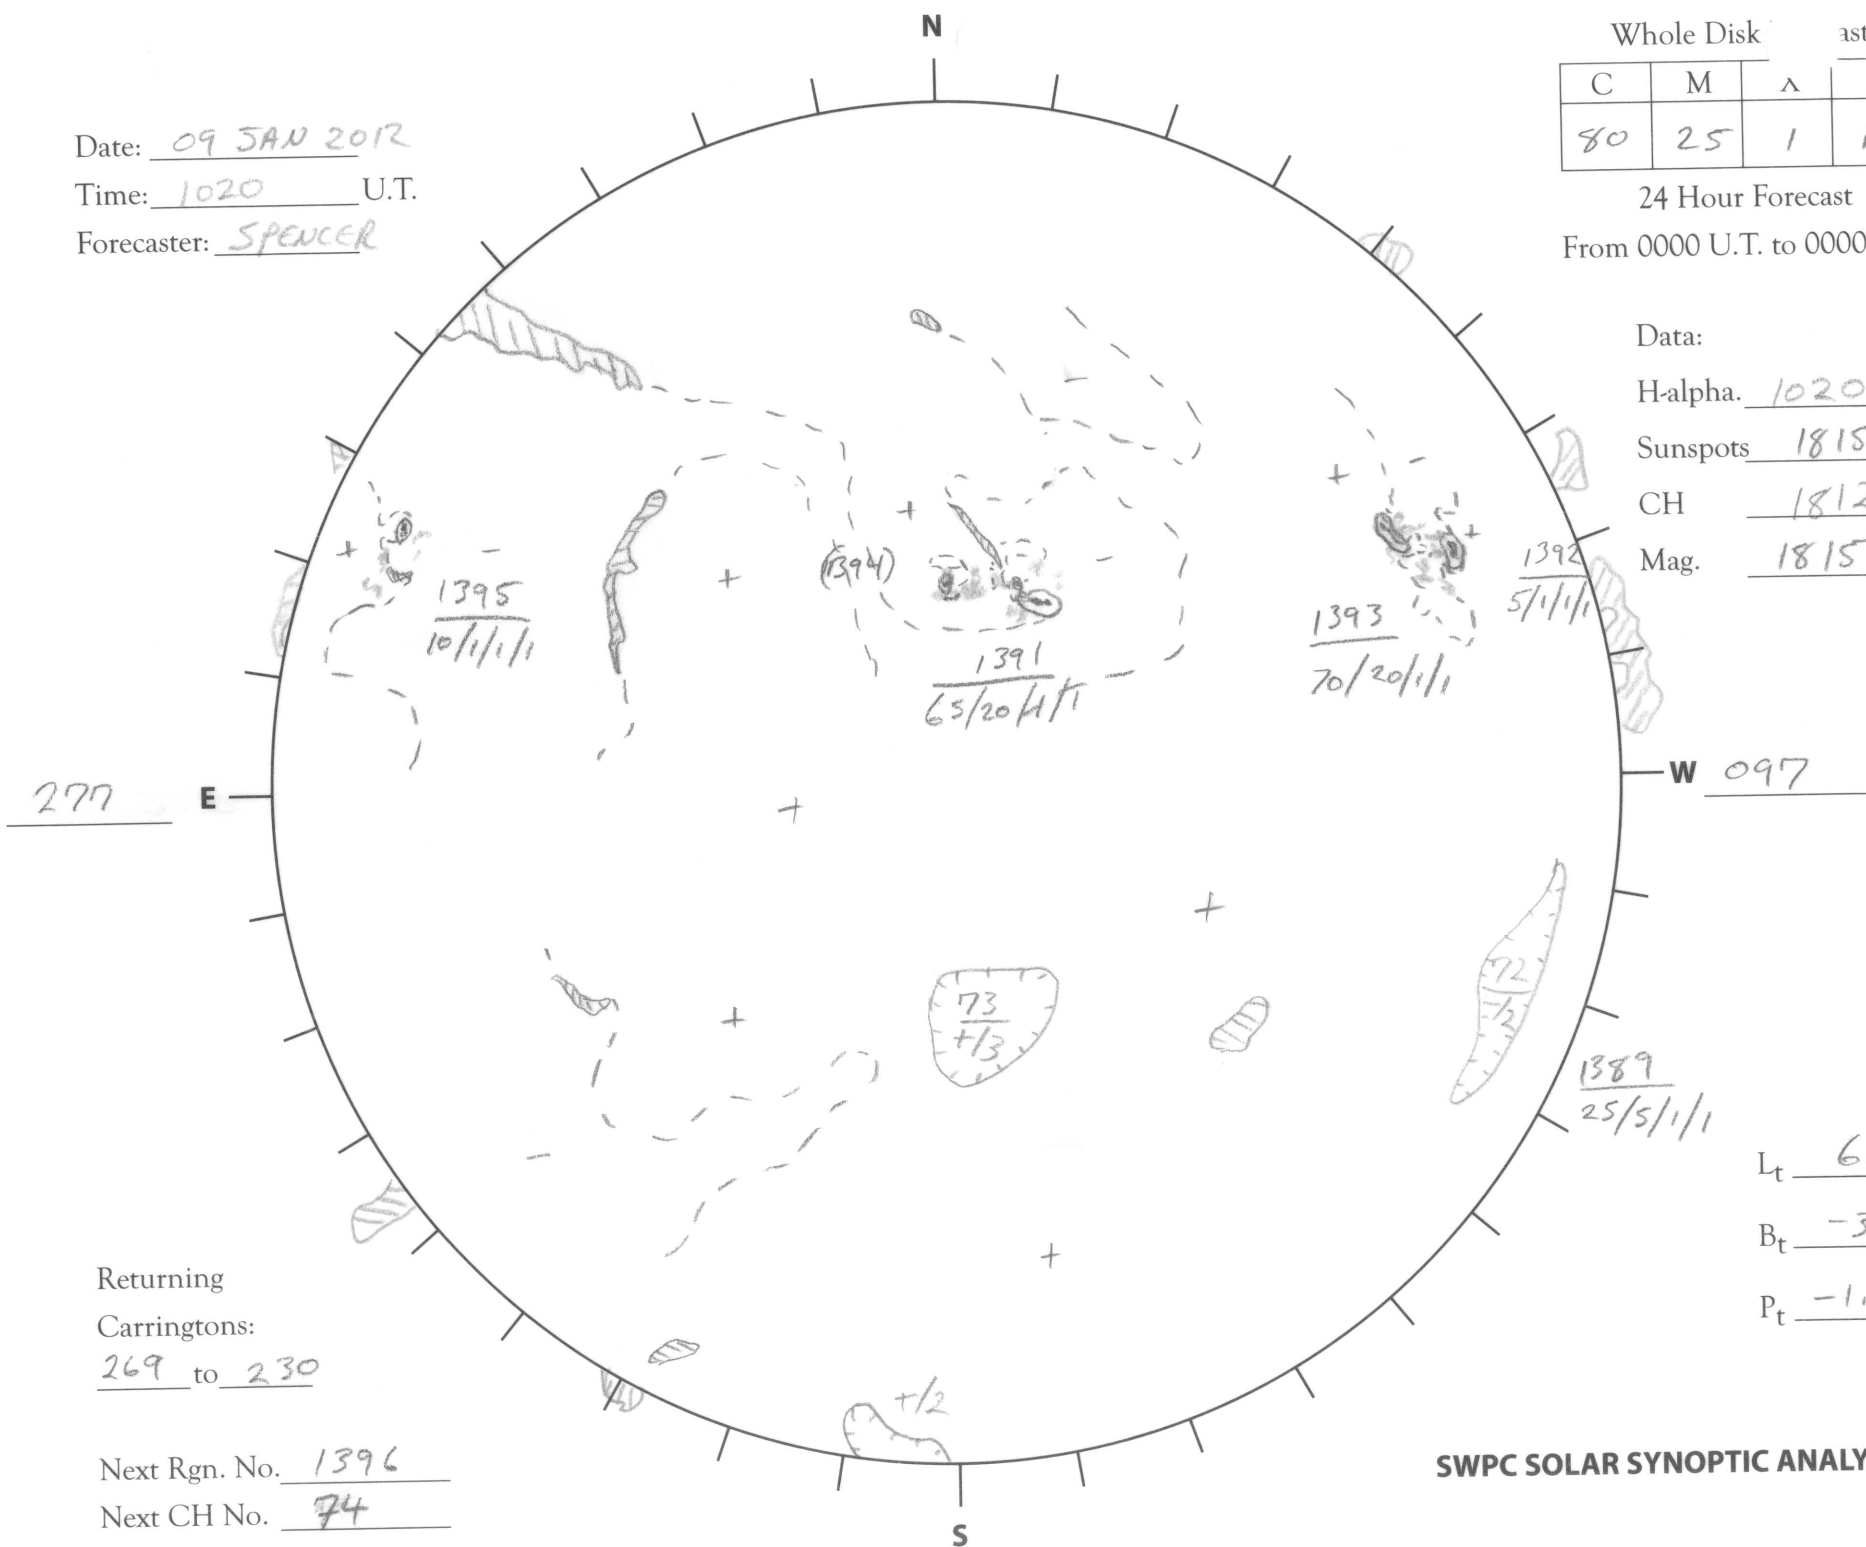 N
Whole Disk
C M
80 25 1
24 Hour Forecast
From 0000 U.T. to 0000
Date: 09 JAN 2012
Time: 1020 U.T.
Forecaster: SPENCER
Data:
H-alpha. 1020
Sunspots 1815
CH 1812
Mag. 1815
1395
10/1/1/1
(1394)
1391
65/20/1/1
1393
70/20/1/1
1392
5/1/1/1
277 E
W 097
73
+/3
72
/2
1389
25/5/1/1
Lt 6
Bt -3
Pt -1.
Returning
Carringtons:
269 to 230
+/2
Next Rgn. No. 1396
Next CH No. 74
SWPC SOLAR SYNOPTIC ANALY
S